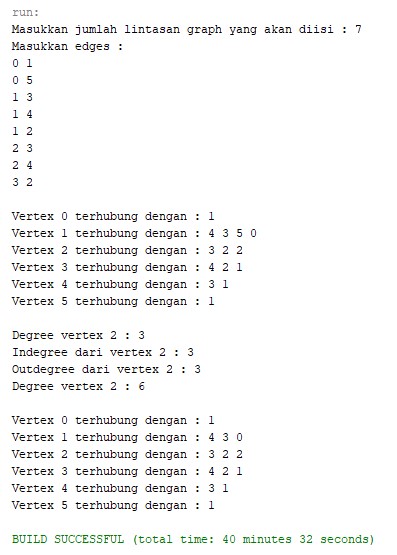 run:
Masukkan jumlah lintasan graph yang akan diisi : 7
Masukkan edges :
0 1
0 5
1 3
1 4
1 2
2 3
2 4
3 2
Vertex 0 terhubung dengan : 1
Vertex 1 terhubung dengan : 4 3 5 0
Vertex 2 terhubung dengan : 3 2 2
Vertex 3 terhubung dengan : 4 2 1
Vertex 4 terhubung dengan : 3 1
Vertex 5 terhubung dengan : 1
Degree vertex 2 : 3
Indegree dari vertex 2 : 3
Outdegree dari vertex 2 : 3
Degree vertex 2 : 6
Vertex 0 terhubung dengan : 1
Vertex 1 terhubung dengan : 4 3 0
Vertex 2 terhubung dengan : 3 2 2
Vertex 3 terhubung dengan : 4 2 1
Vertex 4 terhubung dengan : 3 1
Vertex 5 terhubung dengan : 1
BUILD SUCCESSFUL (total time: 40 minutes 32 seconds)